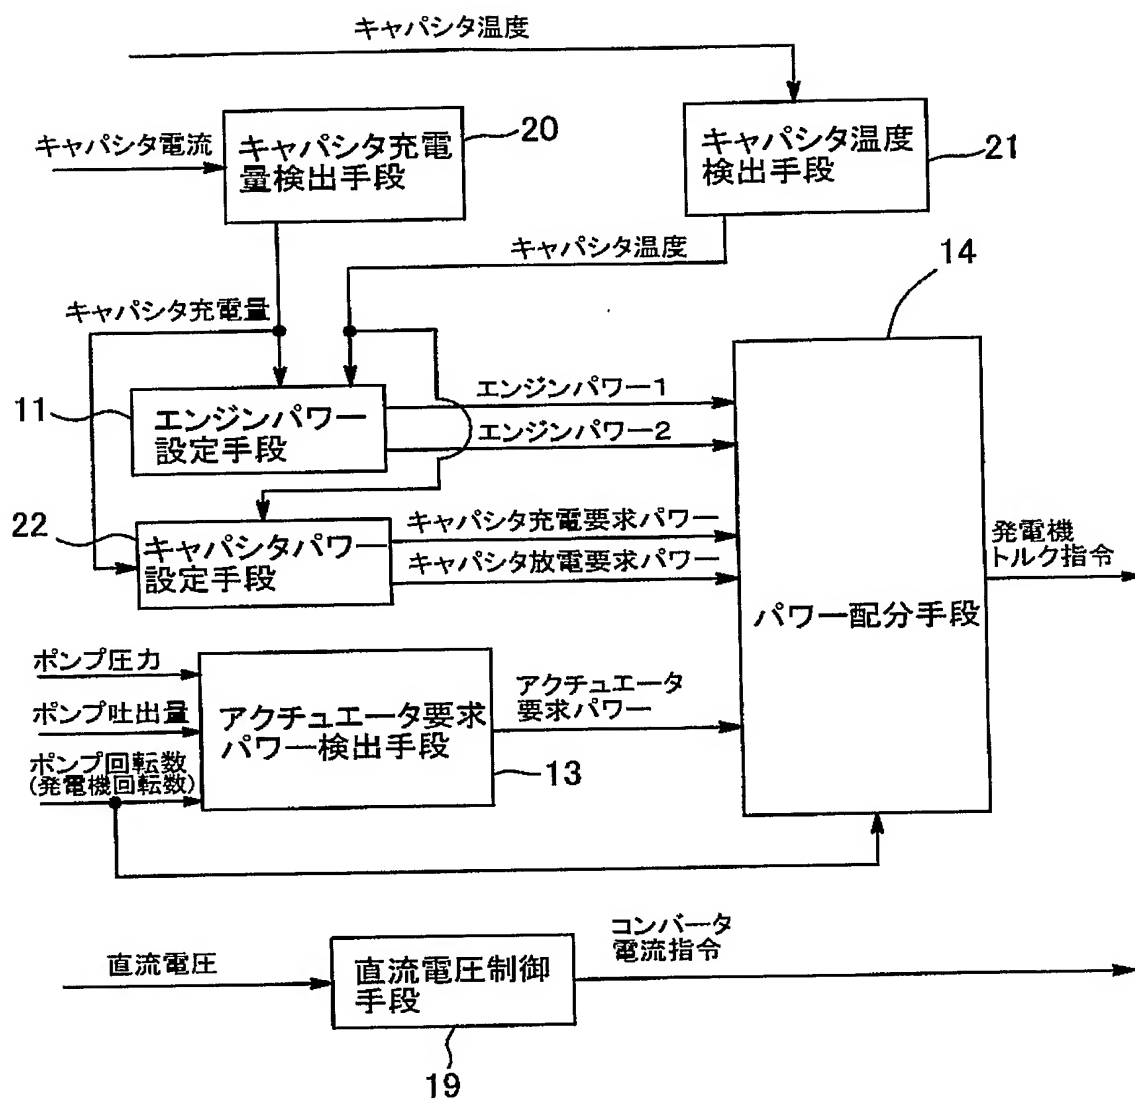 キャパシタ温度
キャパシタ電流
キャパシタ充電
量検出手段
20
キャパシタ温度
検出手段
21
キャパシタ温度
14
キャパシタ充電量
11
エンジンパワー
設定手段
エンジンパワー1
エンジンパワー2
22
キャパシタパワー
設定手段
キャパシタ充電要求パワー
キャパシタ放電要求パワー
パワー配分手段
発電機
トルク指令
ポンプ圧力
ポンプ吐出量
ポンプ回転数
(発電機回転数)
アクチュエータ要求
パワー検出手段
13
アクチュエータ
要求パワー
直流電圧
直流電圧制御
手段
19
コンバータ
電流指令